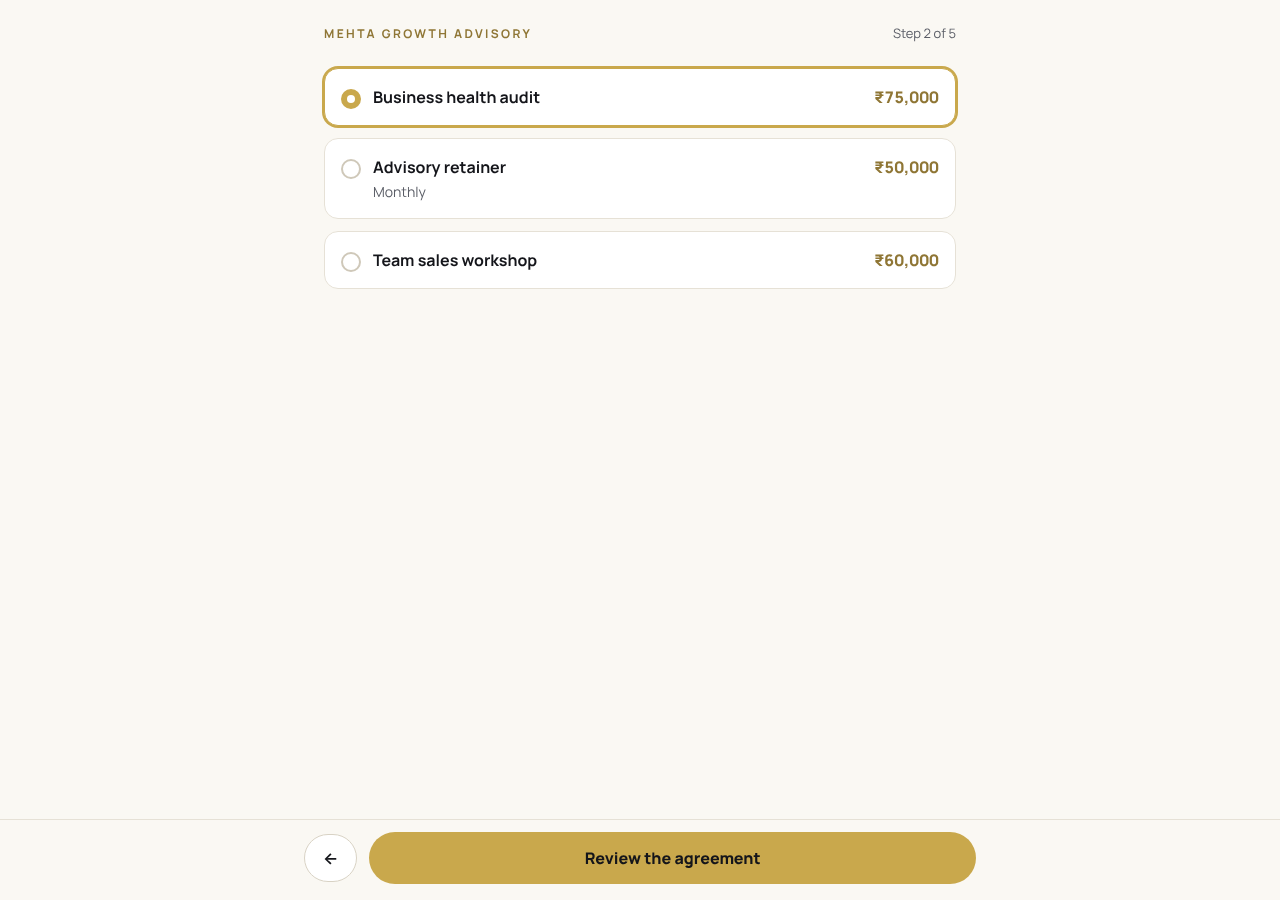 MEHTA GROWTH ADVISORY
Step 2 of 5
Business health audit
₹75,000
Advisory retainer
₹50,000
Monthly
Team sales workshop
₹60,000
Review the agreement